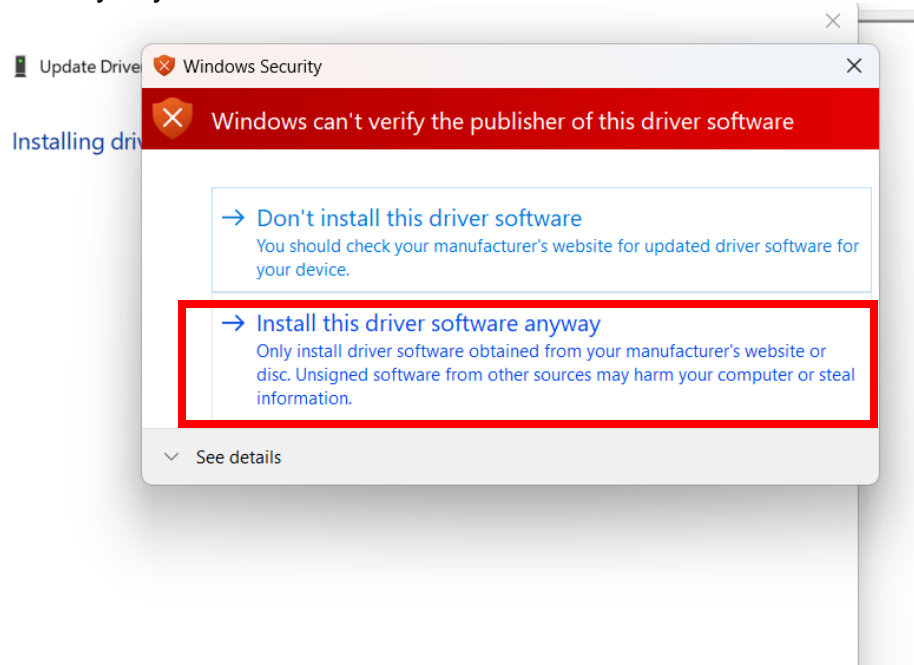 Update Drive
Windows Security
Windows can't verify the publisher of this driver software
Installing driv
Don't install this driver software
You should check your manufacturer's website for updated driver software for
your device.
Install this driver software anyway
Only install driver software obtained from your manufacturer's website or
disc. Unsigned software from other sources may harm your computer or steal
information.
See details